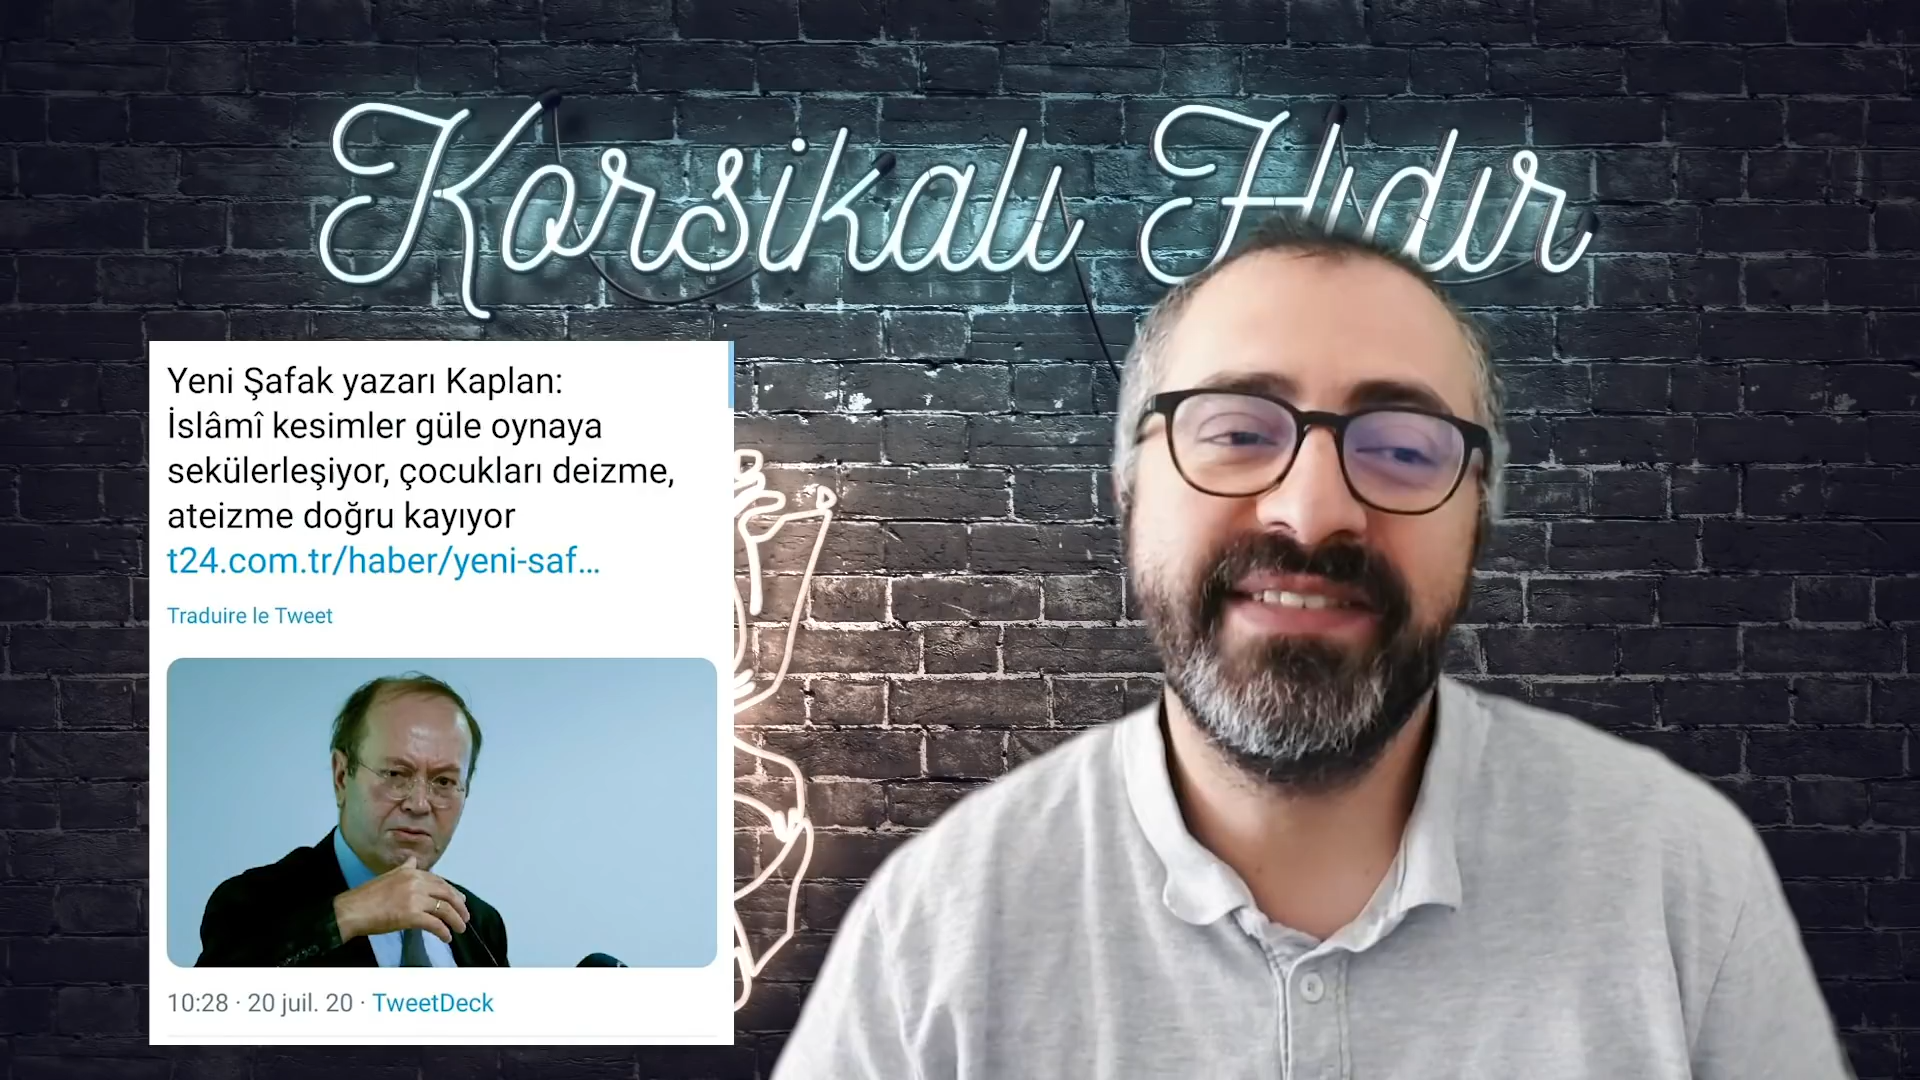 Korsikalı Hıdır
Yeni Şafak yazarı Kaplan:
İslâmî kesimler güle oynaya
sekülerleşiyor, çocukları deizme,
ateizme doğru kayıyor
t24.com.tr/haber/yeni-saf...
Traduire le Tweet
10:28 · 20 juil. 20 · TweetDeck